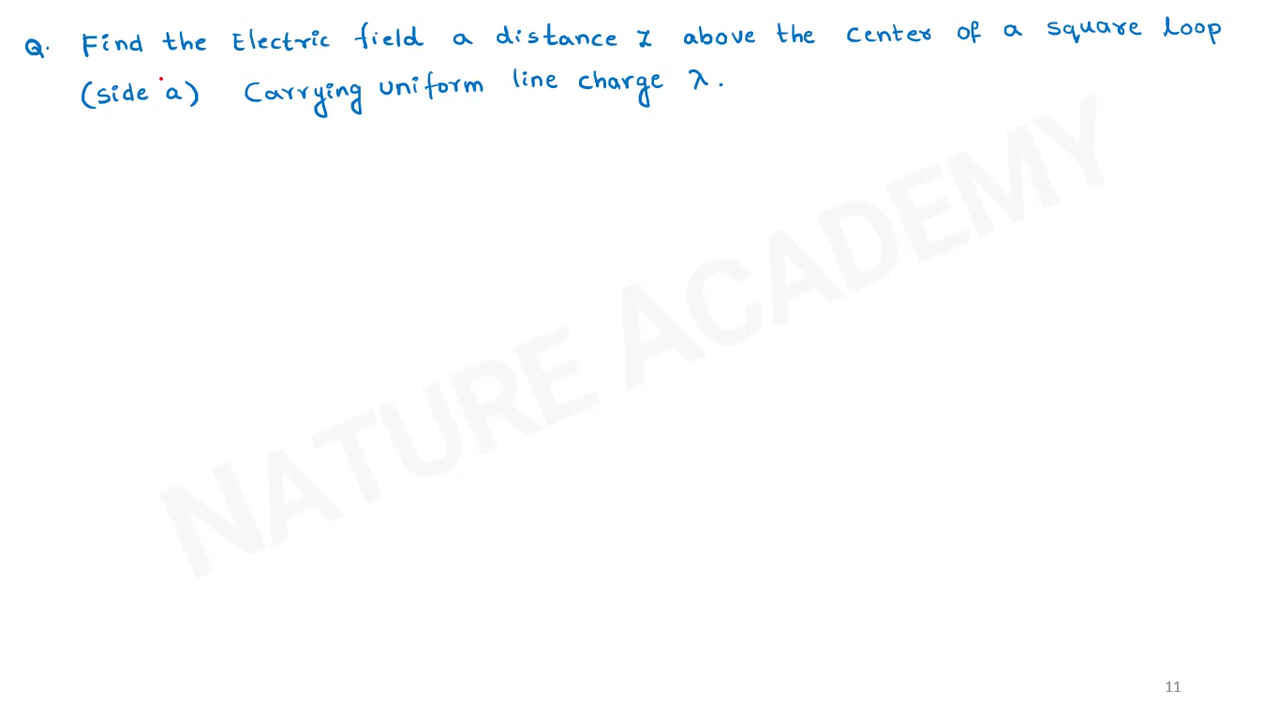 Q. Find the Electric field a distance z above the center of a square loop
(side a) Carrying uniform line charge λ.
NATURE ACADEMY
11